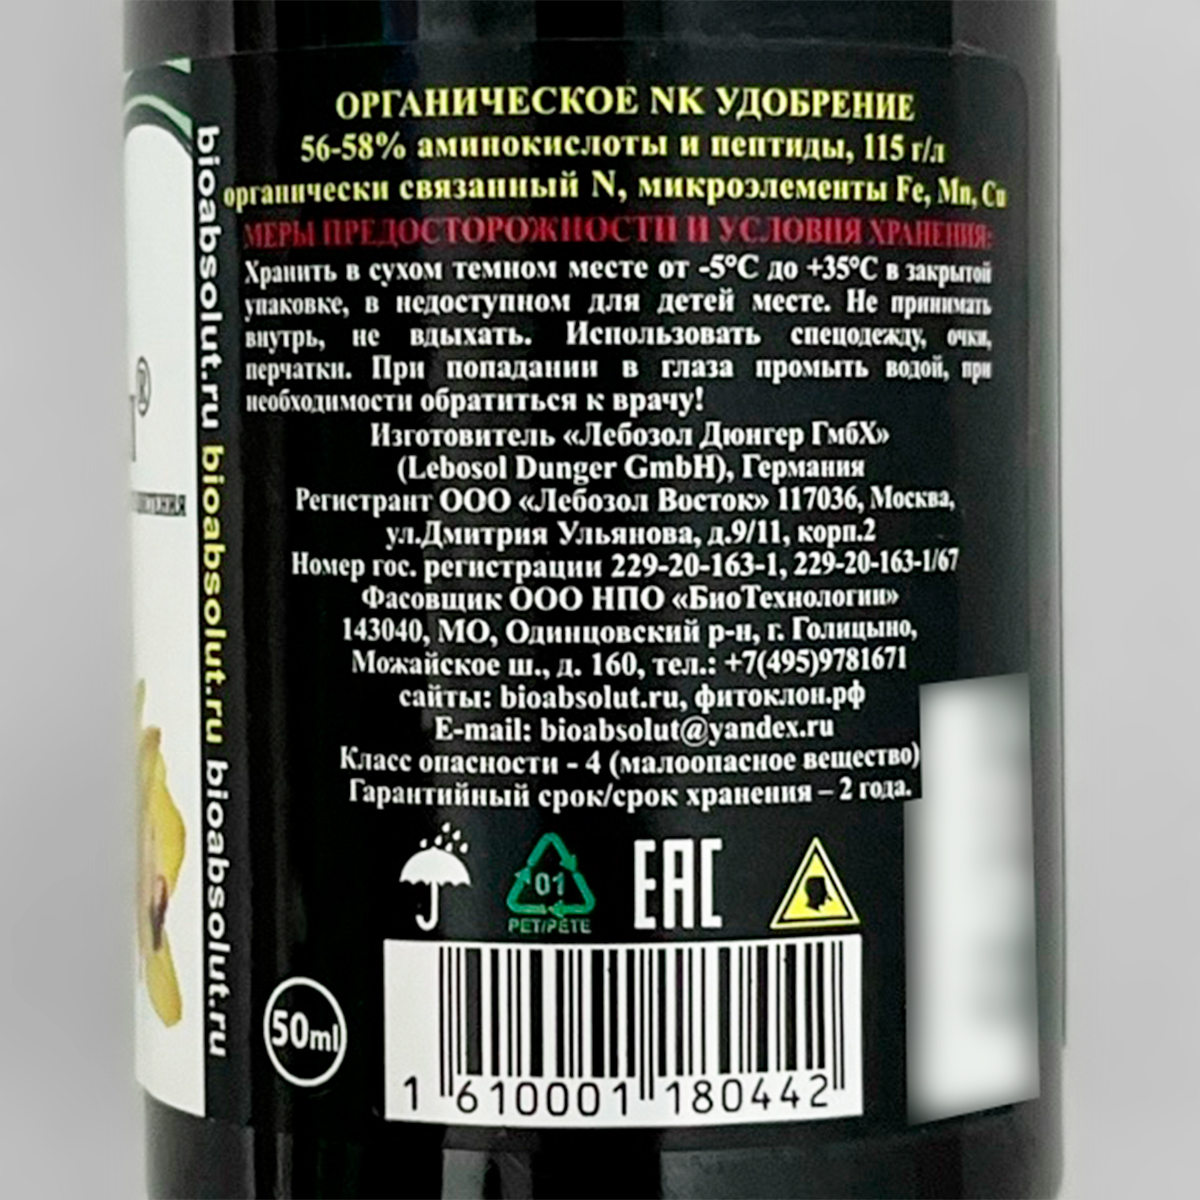 ОРГАНИЧЕСКОЕ NK УДОБРЕНИЕ
56-58% аминокислоты и пептиды, 115 г/л
органически связанный N, микроэлементы Fe, Mn, Cu
МЕРЫ ПРЕДОСТОРОЖНОСТИ И УСЛОВИЯ ХРАНЕНИЯ:
Хранить в сухом темном месте от -5°С до +35°С в закрытой
упаковке, в недоступном для детей месте. Не принимать
внутрь, не вдыхать. Использовать спецодежду, очки,
перчатки. При попадании в глаза промыть водой, при
необходимости обратиться к врачу!
Изготовитель «Лебозол Дюнгер ГмбХ»
(Lebosol Dunger GmbH), Германия
Регистрант ООО «Лебозол Восток» 117036, Москва,
ул.Дмитрия Ульянова, д.9/11, корп.2
Номер гос. регистрации 229-20-163-1, 229-20-163-1/67
Фасовщик ООО НПО «БиоТехнологии»
143040, МО, Одинцовский р-н, г. Голицыно,
Можайское ш., д. 160, тел.: +7(495)9781671
сайты: bioabsolut.ru, фитоклон.рф
E-mail: bioabsolut@yandex.ru
Класс опасности - 4 (малоопасное вещество)
Гарантийный срок/срок хранения – 2 года.
01
PET/PETE
EAC
50ml
1 610001 180442
bioabsolut.ru bioabsolut.ru bioabsolut.ru